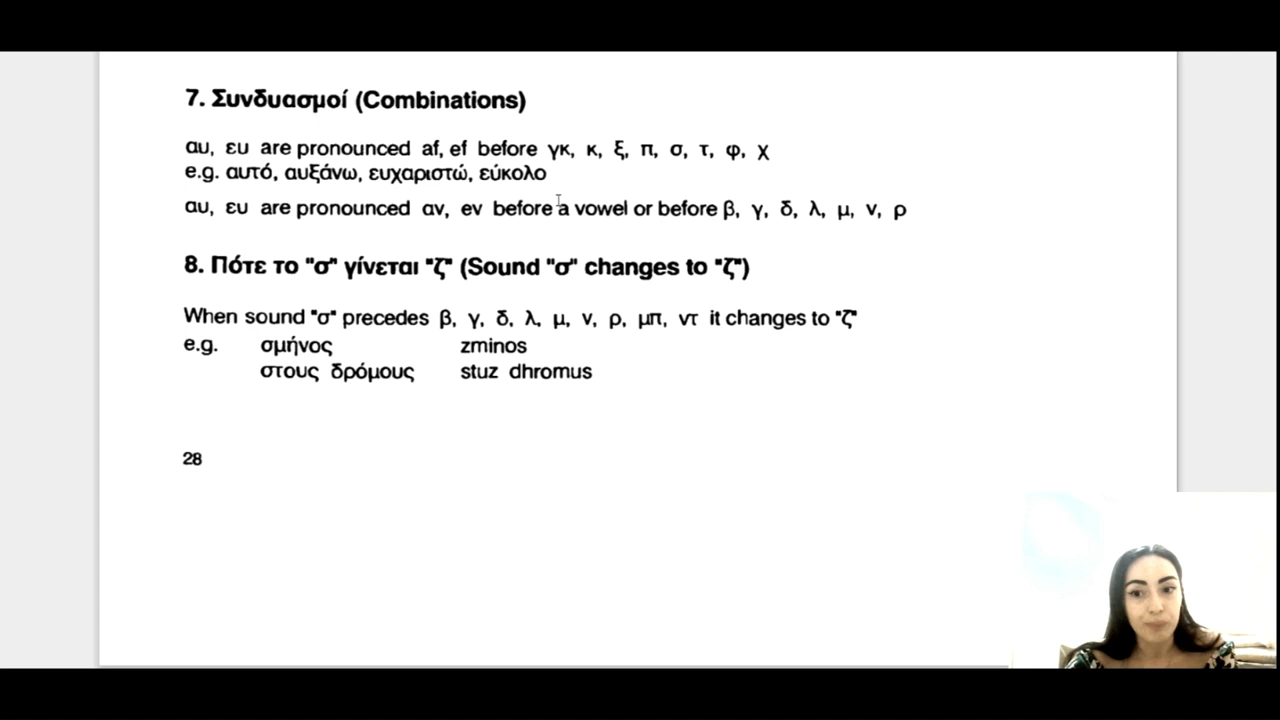 7. Συνδυασμοί (Combinations)
αυ, ευ are pronounced af, ef before γκ, κ, ξ, π, σ, τ, φ, χ
e.g. αυτό, αυξάνω, ευχαριστώ, εύκολο
αυ, ευ are pronounced αv, ev before a vowel or before β, γ, δ, λ, μ, ν, ρ
8. Πότε το "σ" γίνεται "ζ" (Sound "σ" changes to "ζ")
When sound "σ" precedes β, γ, δ, λ, μ, ν, ρ, μπ, ντ it changes to "ζ"
e.g. σμήνος zminos
στους δρόμους stuz dhromus
28